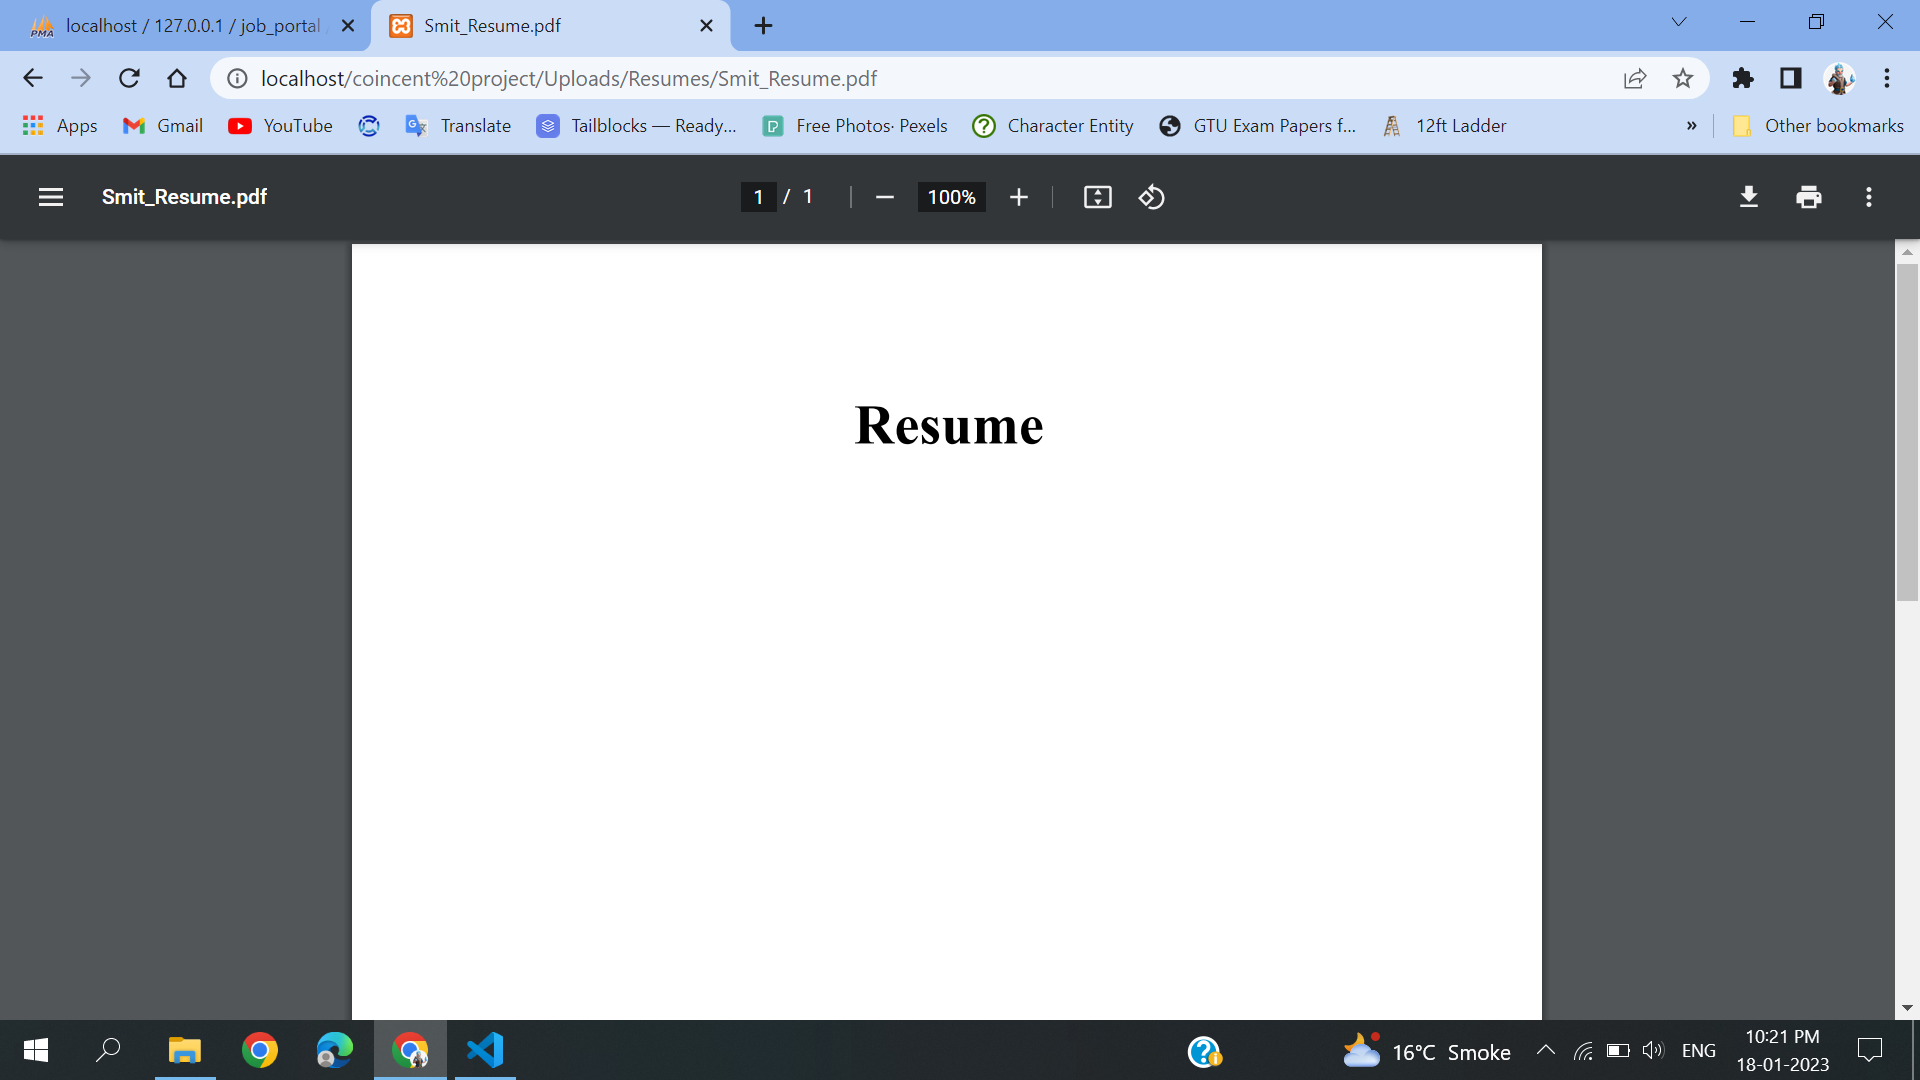 localhost / 127.0.0.1 / job_portal
Smit_Resume.pdf
localhost/coincent%20project/Uploads/Resumes/Smit_Resume.pdf
Apps
Gmail
YouTube
Translate
Tailblocks — Ready...
Free Photos· Pexels
Character Entity
GTU Exam Papers f...
12ft Ladder
»
Other bookmarks
Smit_Resume.pdf
1 / 1
100%
Resume
16°C Smoke
ENG
10:21 PM
18-01-2023